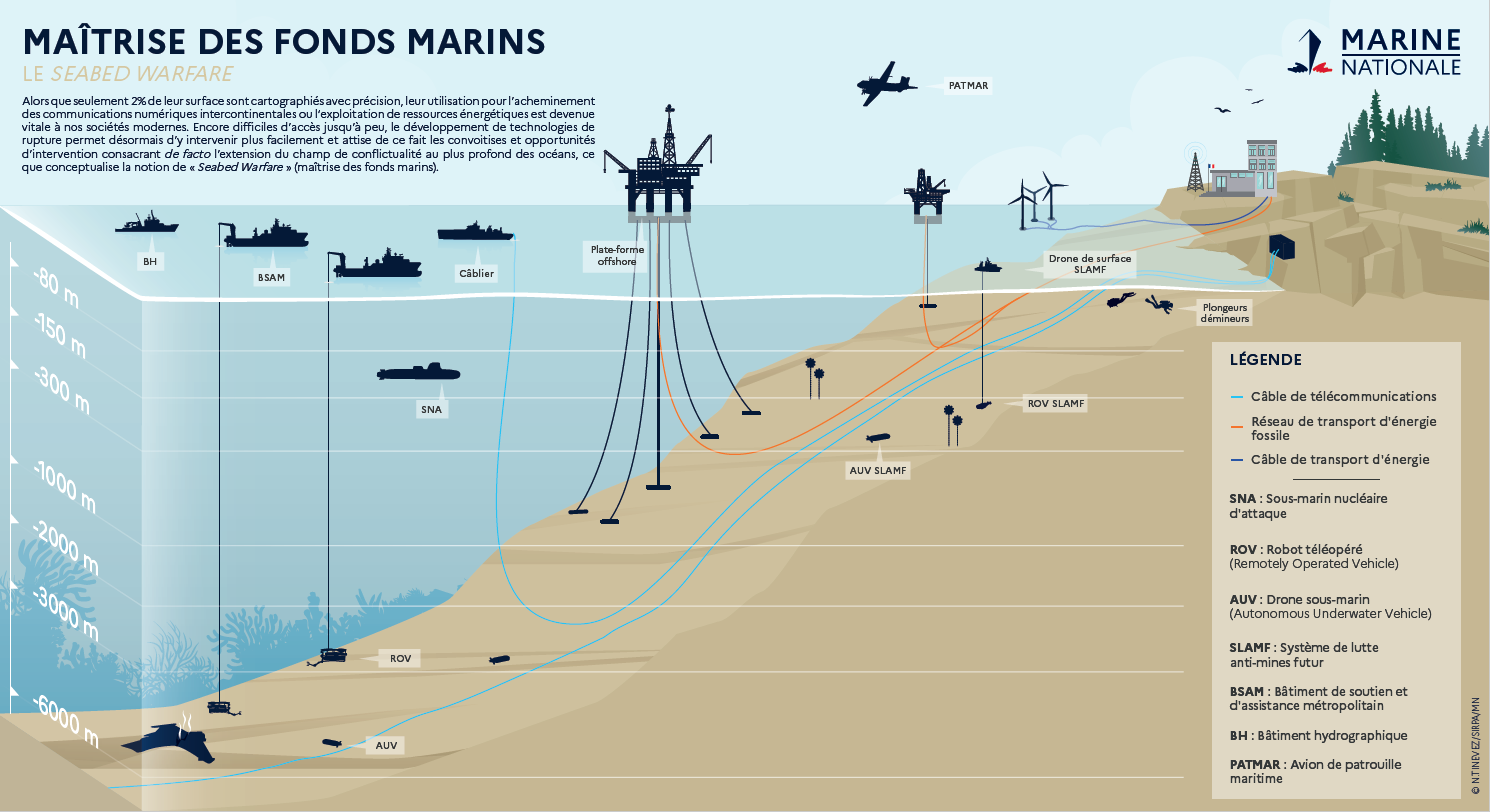 MAÎTRISE DES FONDS MARINS
LE SEABED WARFARE
Alors que seulement 2% de leur surface sont cartographiés avec précision, leur utilisation pour l'acheminement
des communications numériques intercontinentales ou l'exploitation de ressources énergétiques est devenue
vitale à nos sociétés modernes. Encore difficiles d'accès jusqu'à peu, le développement de technologies de
rupture permet désormais d'y intervenir plus facilement et attise de ce fait les convoitises et opportunités
d'intervention consacrant de facto l'extension du champ de conflictualité au plus profond des océans, ce
que conceptualise la notion de « Seabed Warfare » (maîtrise des fonds marins).
MARINE
NATIONALE
PATMAR
BH
BSAM
Câblier
Plate-forme
offshore
Drone de surface
SLAMF
Plongeurs
démineurs
SNA
ROV SLAMF
AUV SLAMF
ROV
AUV
-80 m
-150 m
-300 m
-1000 m
-2000 m
-3000 m
-6000 m
LÉGENDE
Câble de télécommunications
Réseau de transport d'énergie
fossile
Câble de transport d'énergie
SNA : Sous-marin nucléaire
d'attaque
ROV : Robot téléopéré
(Remotely Operated Vehicle)
AUV : Drone sous-marin
(Autonomous Underwater Vehicle)
SLAMF : Système de lutte
anti-mines futur
BSAM : Bâtiment de soutien et
d'assistance métropolitain
BH : Bâtiment hydrographique
PATMAR : Avion de patrouille
maritime
© N.TINEVEZ/SIRPA/MN